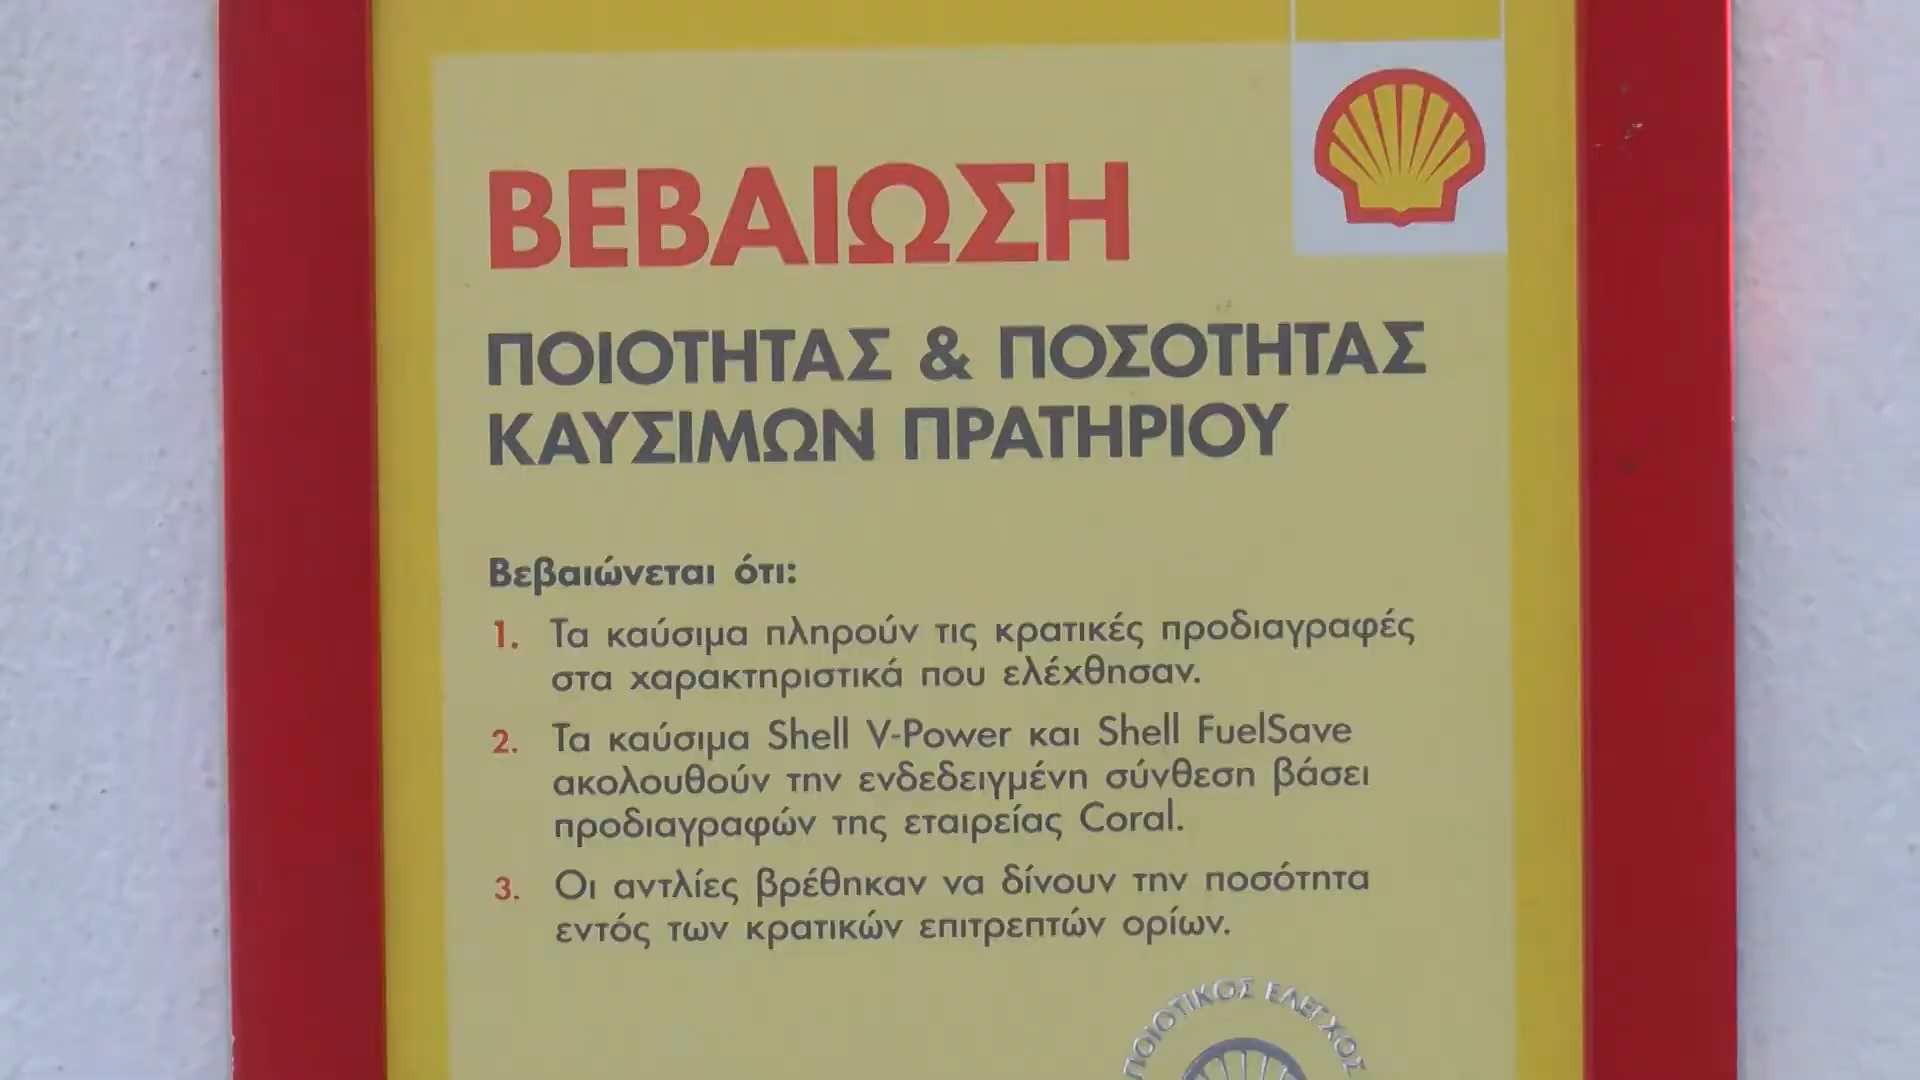 ΒΕΒΑΙΩΣΗ
ΠΟΙΟΤΗΤΑΣ & ΠΟΣΟΤΗΤΑΣ
ΚΑΥΣΙΜΩΝ ΠΡΑΤΗΡΙΟΥ
Βεβαιώνεται ότι:
1. Τα καύσιμα πληρούν τις κρατικές προδιαγραφές
στα χαρακτηριστικά που ελέχθησαν.
2. Τα καύσιμα Shell V-Power και Shell FuelSave
ακολουθούν την ενδεδειγμένη σύνθεση βάσει
προδιαγραφών της εταιρείας Coral.
3. Οι αντλίες βρέθηκαν να δίνουν την ποσότητα
εντός των κρατικών επιτρεπτών ορίων.
ΠΟΙΟΤΙΚΟΣ ΕΛΕΓΧΟΣ